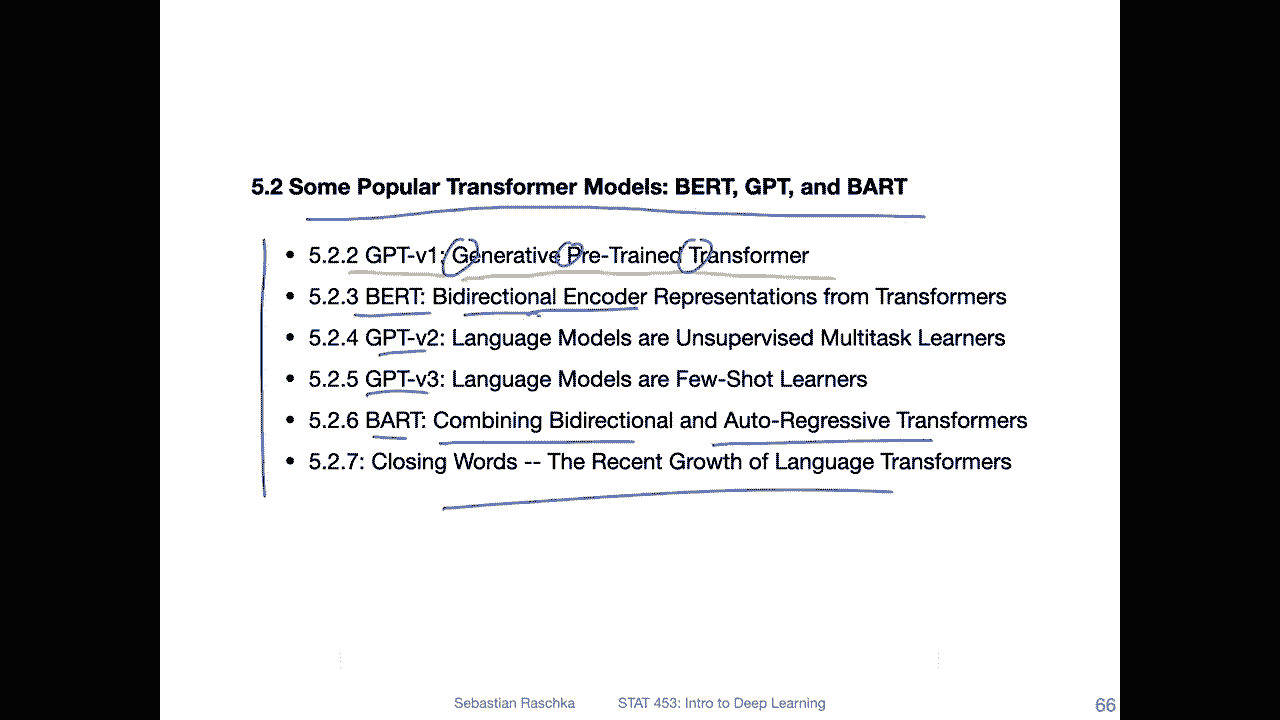 5.2 Some Popular Transformer Models: BERT, GPT, and BART
• 5.2.2 GPT-v1: Generative Pre-Trained Transformer
• 5.2.3 BERT: Bidirectional Encoder Representations from Transformers
• 5.2.4 GPT-v2: Language Models are Unsupervised Multitask Learners
• 5.2.5 GPT-v3: Language Models are Few-Shot Learners
• 5.2.6 BART: Combining Bidirectional and Auto-Regressive Transformers
• 5.2.7: Closing Words -- The Recent Growth of Language Transformers
Sebastian Raschka STAT 453: Intro to Deep Learning 66